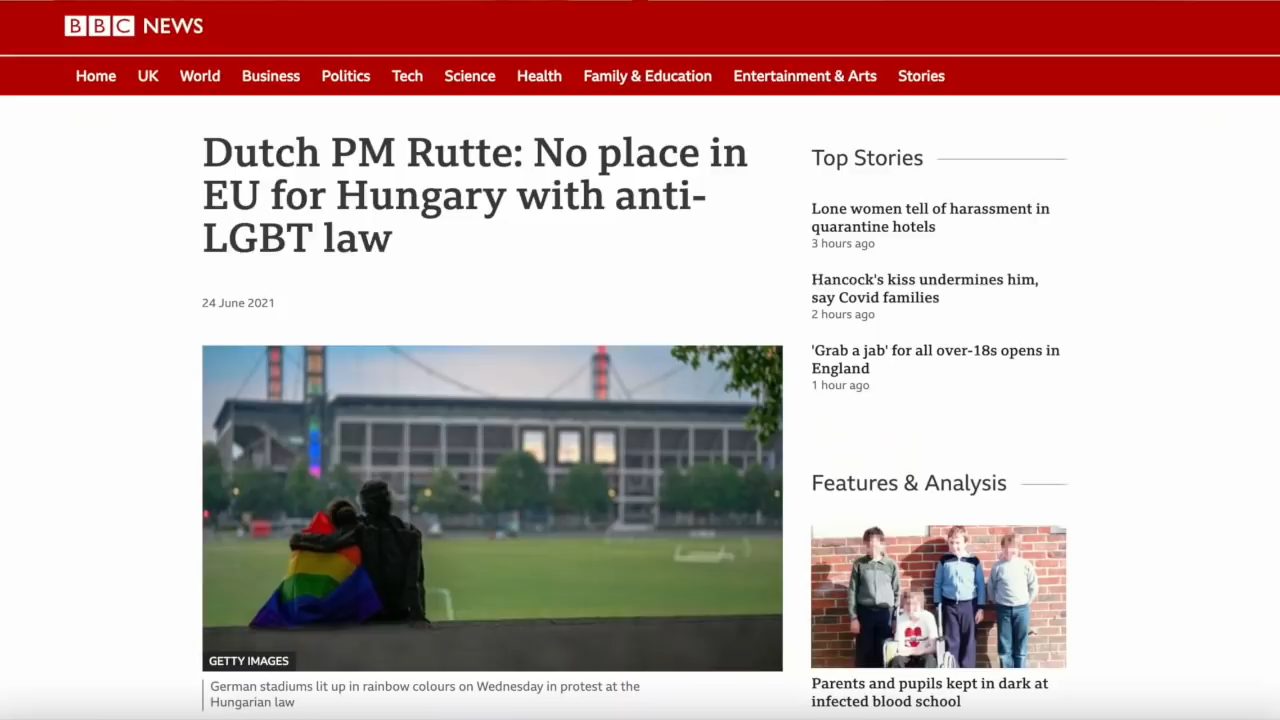 BBC NEWS
Home UK World Business Politics Tech Science Health Family & Education Entertainment & Arts Stories
Dutch PM Rutte: No place in
EU for Hungary with anti-
LGBT law
24 June 2021
GETTY IMAGES
German stadiums lit up in rainbow colours on Wednesday in protest at the
Hungarian law
Top Stories
Lone women tell of harassment in
quarantine hotels
3 hours ago
Hancock's kiss undermines him,
say Covid families
2 hours ago
'Grab a jab' for all over-18s opens in
England
1 hour ago
Features & Analysis
Parents and pupils kept in dark at
infected blood school